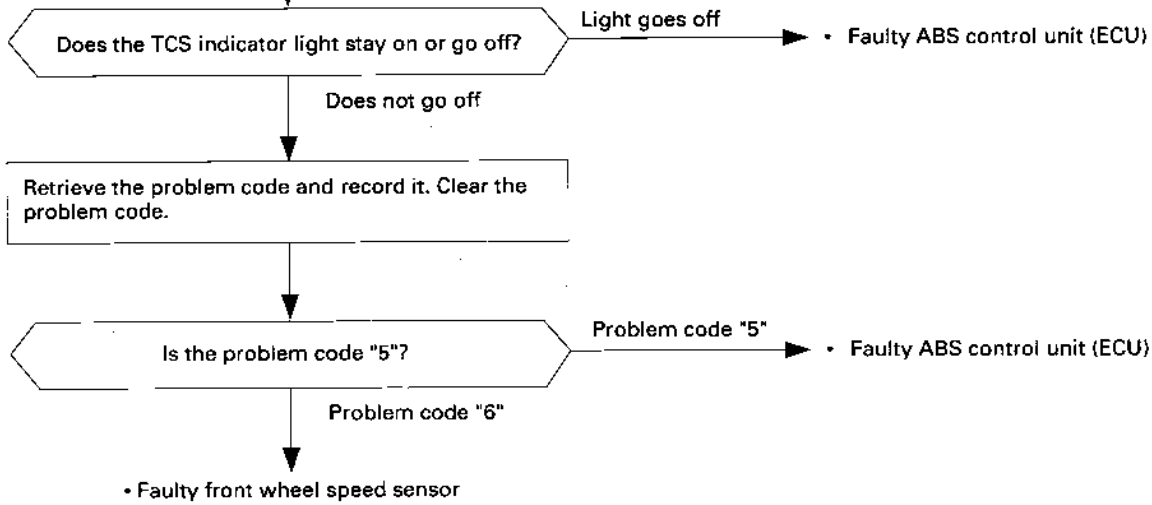 Light goes off
Does the TCS indicator light stay on or go off?
• Faulty ABS control unit (ECU)
Does not go off
Retrieve the problem code and record it. Clear the
problem code.
Problem code "5"
Is the problem code "5"?
• Faulty ABS control unit (ECU)
Problem code "6"
• Faulty front wheel speed sensor